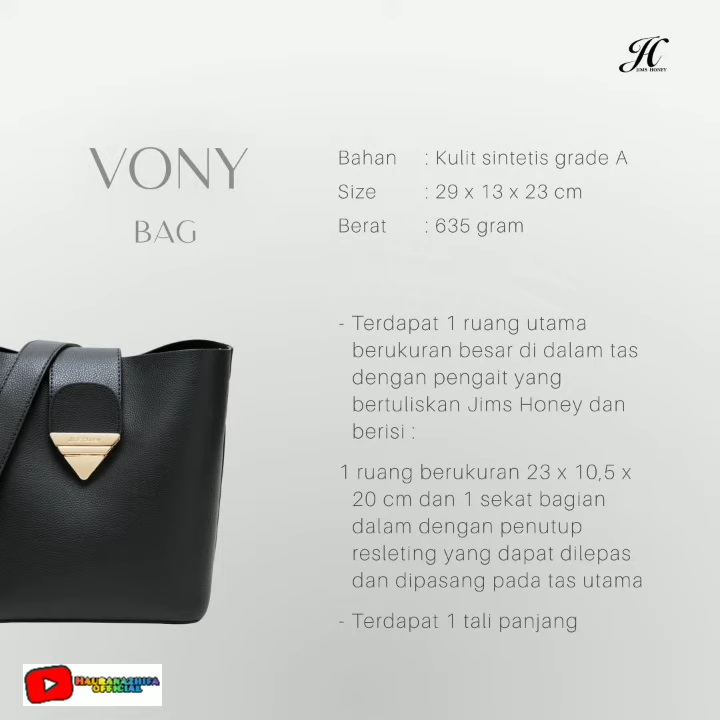 JH
JIMS HONEY
VONY
BAG
Bahan : Kulit sintetis grade A
Size : 29 x 13 x 23 cm
Berat : 635 gram
- Terdapat 1 ruang utama
berukuran besar di dalam tas
dengan pengait yang
bertuliskan Jims Honey dan
berisi :
1 ruang berukuran 23 x 10,5 x
20 cm dan 1 sekat bagian
dalam dengan penutup
resleting yang dapat dilepas
dan dipasang pada tas utama
- Terdapat 1 tali panjang
MAURAKAZHIFA
OFFICIAL